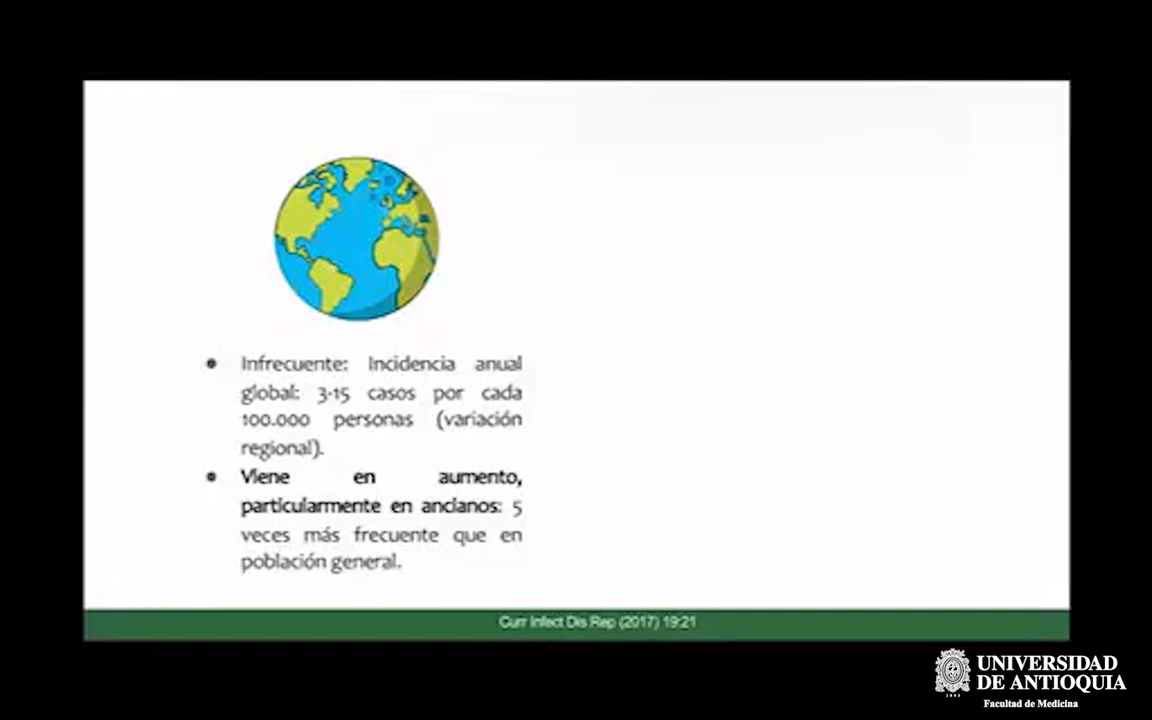 ● Infrecuente: Incidencia anual
global: 3-15 casos por cada
100.000 personas (variación
regional).
● Viene en aumento,
particularmente en ancianos: 5
veces más frecuente que en
población general.
Curr Infect Dis Rep (2017) 19:21
UNIVERSIDAD
DE ANTIOQUIA
Facultad de Medicina